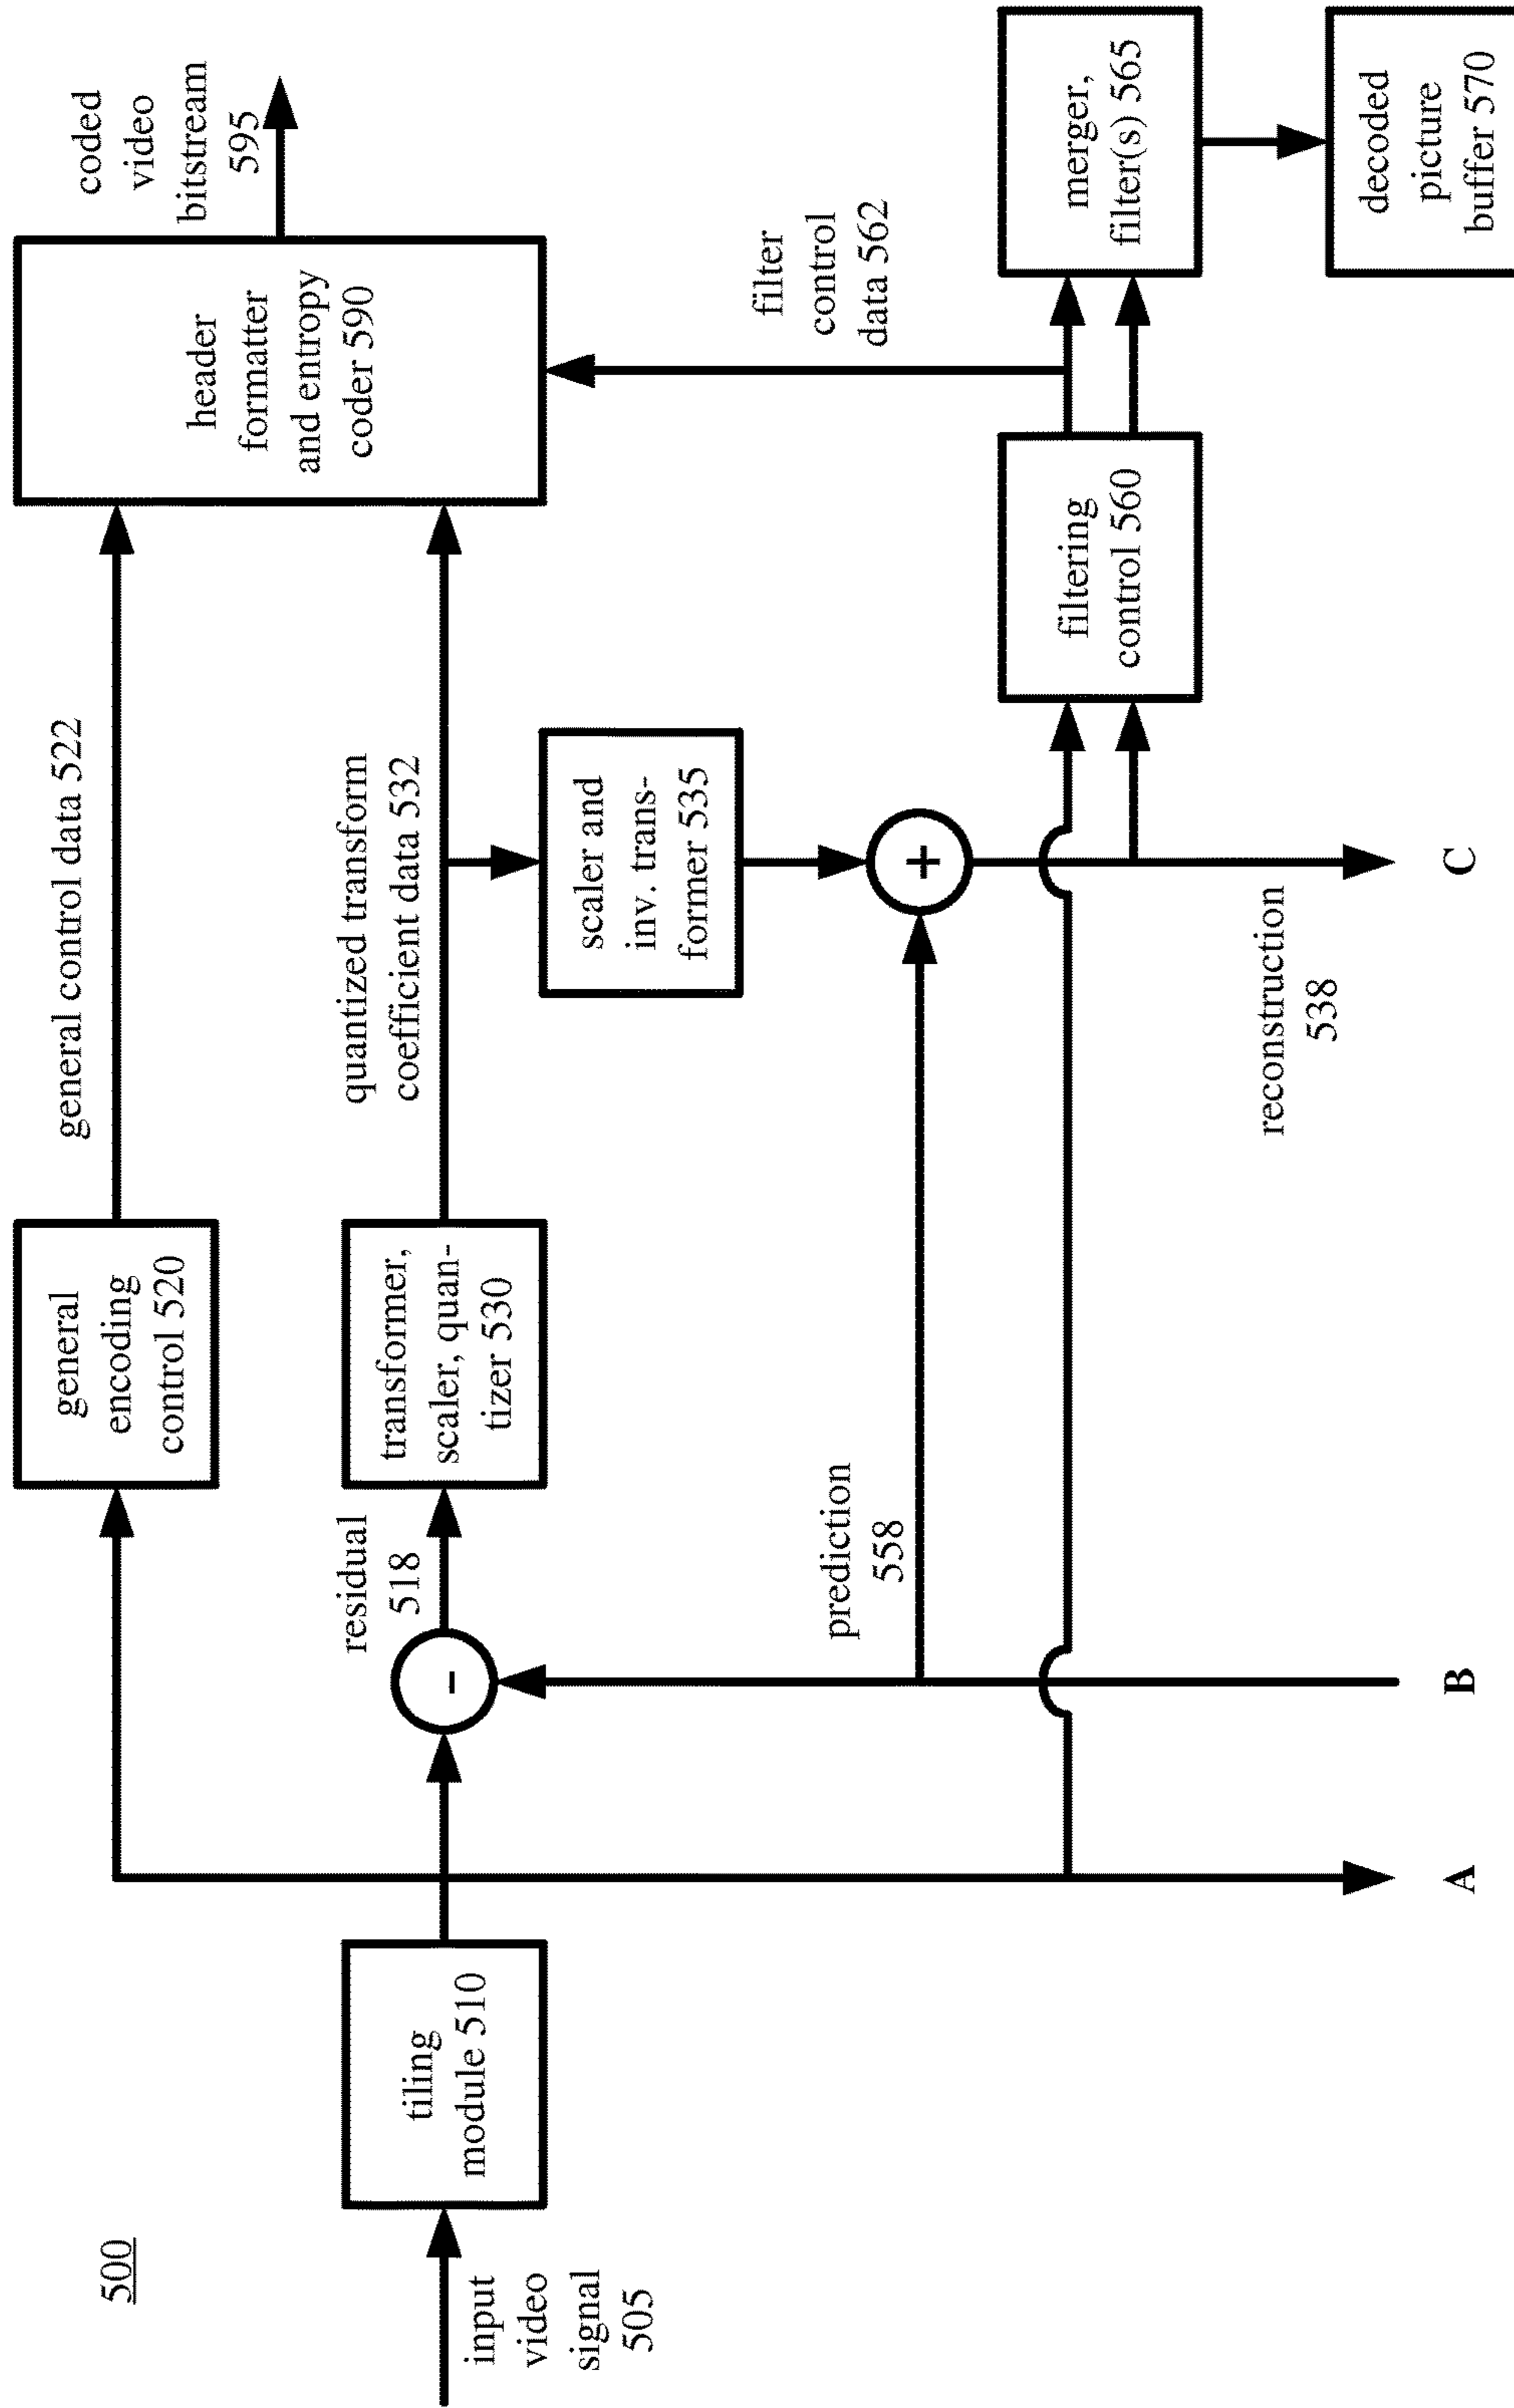 500
input
video
signal
505
tiling
module 510
general
encoding
control 520
general control data 522
residual
518
transformer,
scaler, quan-
tizer 530
quantized transform
coefficient data 532
header
formatter
and entropy
coder 590
coded
video
bitstream
595
-
scaler and
inv. trans-
former 535
prediction
558
+
filter
control
data 562
filtering
control 560
merger,
filter(s) 565
reconstruction
538
decoded
picture
buffer 570
A
B
C